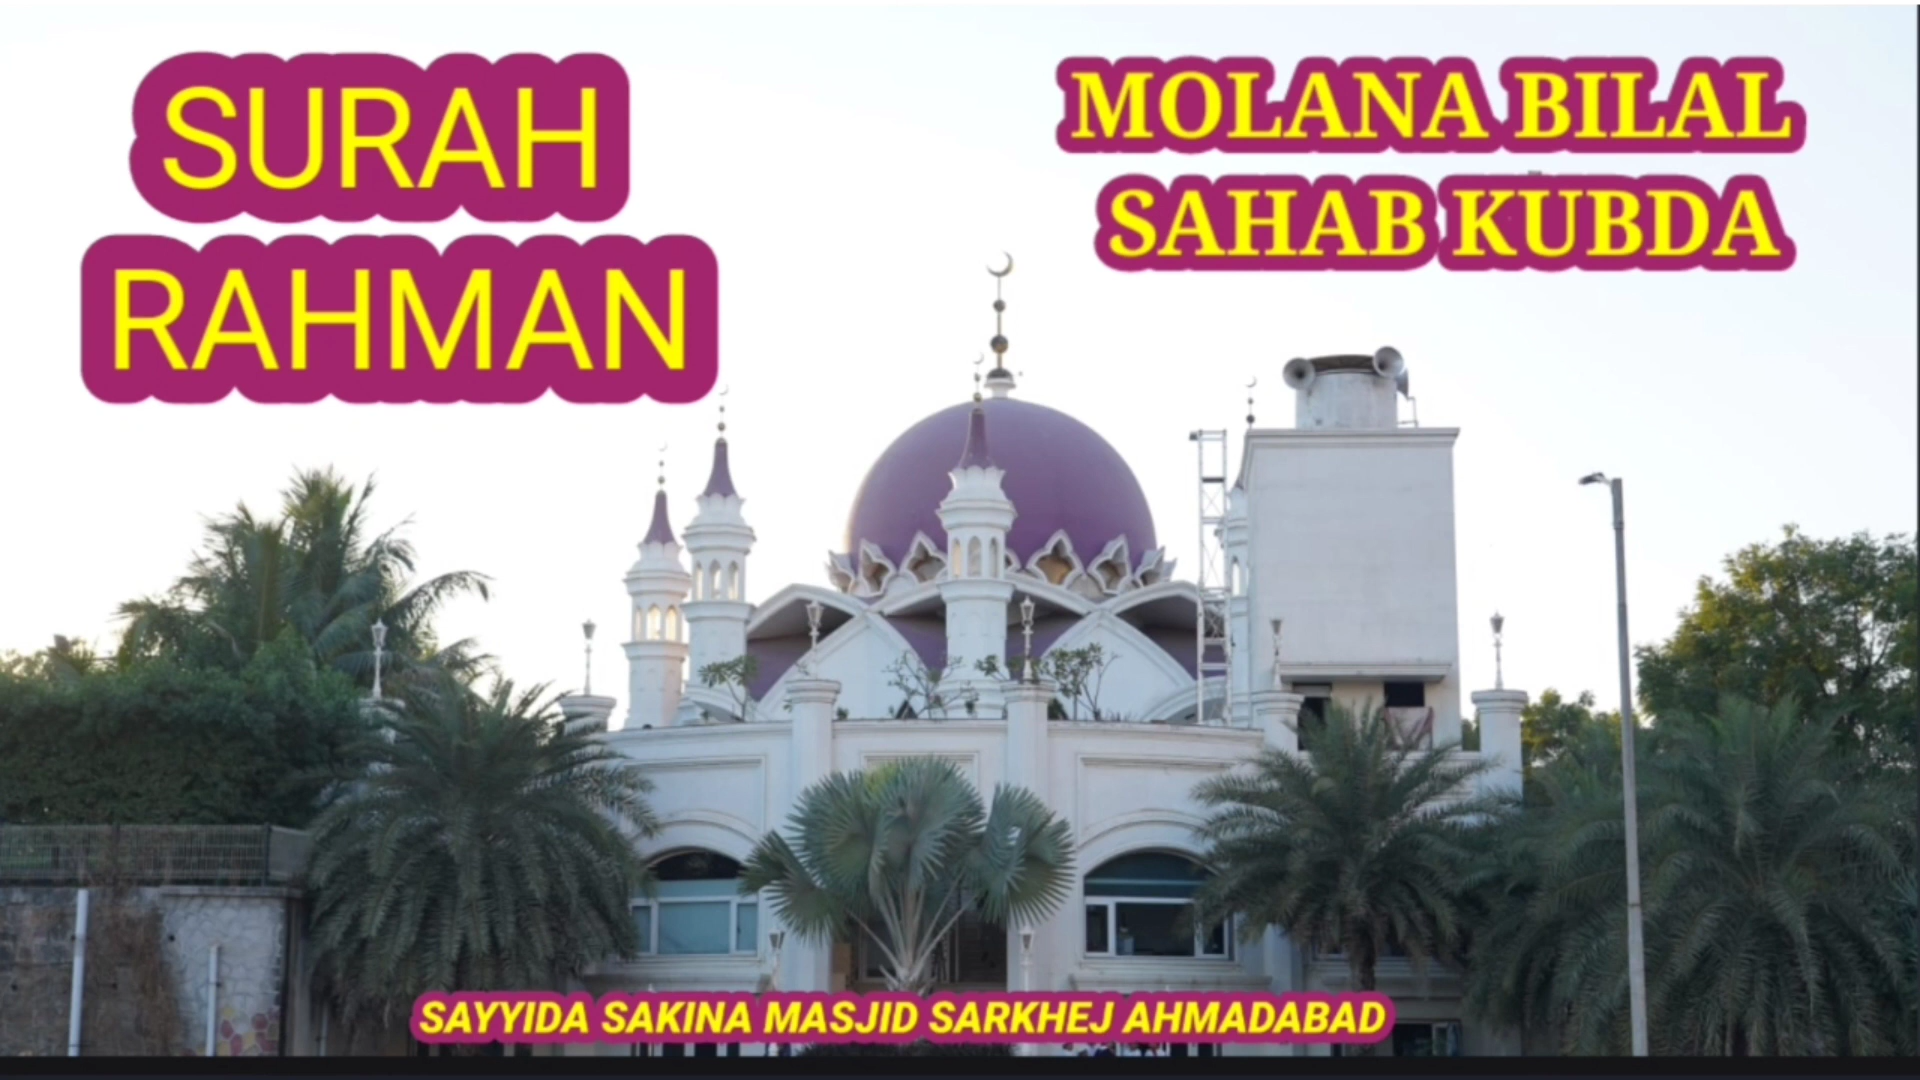 SURAH
RAHMAN
MOLANA BILAL
SAHAB KUBDA
SAYYIDA SAKINA MASJID SARKHEJ AHMADABAD